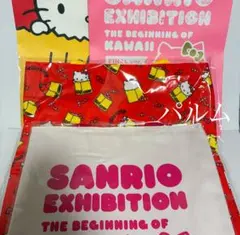 SANRIO
EXHIBITION
THE BEGINNING OF
KAWAII
パルム
SANRIO
EXHIBITION
THE BEGINNING OF